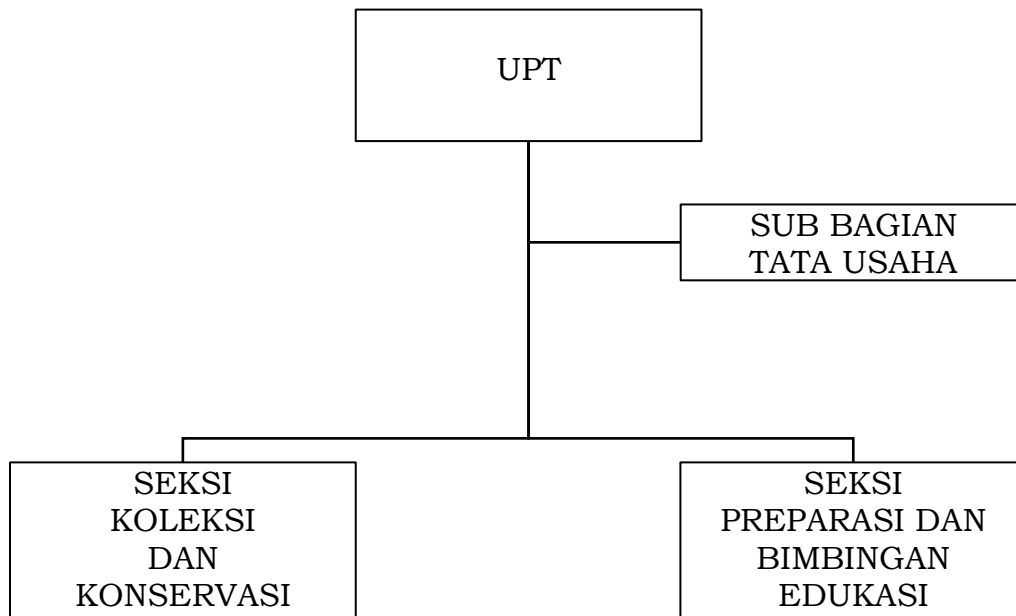 UPT
SUB BAGIAN
TATA USAHA
SEKSI
KOLEKSI
DAN
KONSERVASI
SEKSI
PREPARASI DAN
BIMBINGAN
EDUKASI